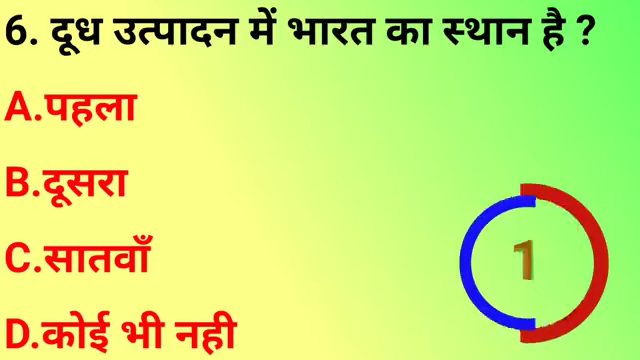 6. दूध उत्पादन में भारत का स्थान है ?
A.पहला
B.दूसरा
C.सातवाँ
1
D.कोई भी नही